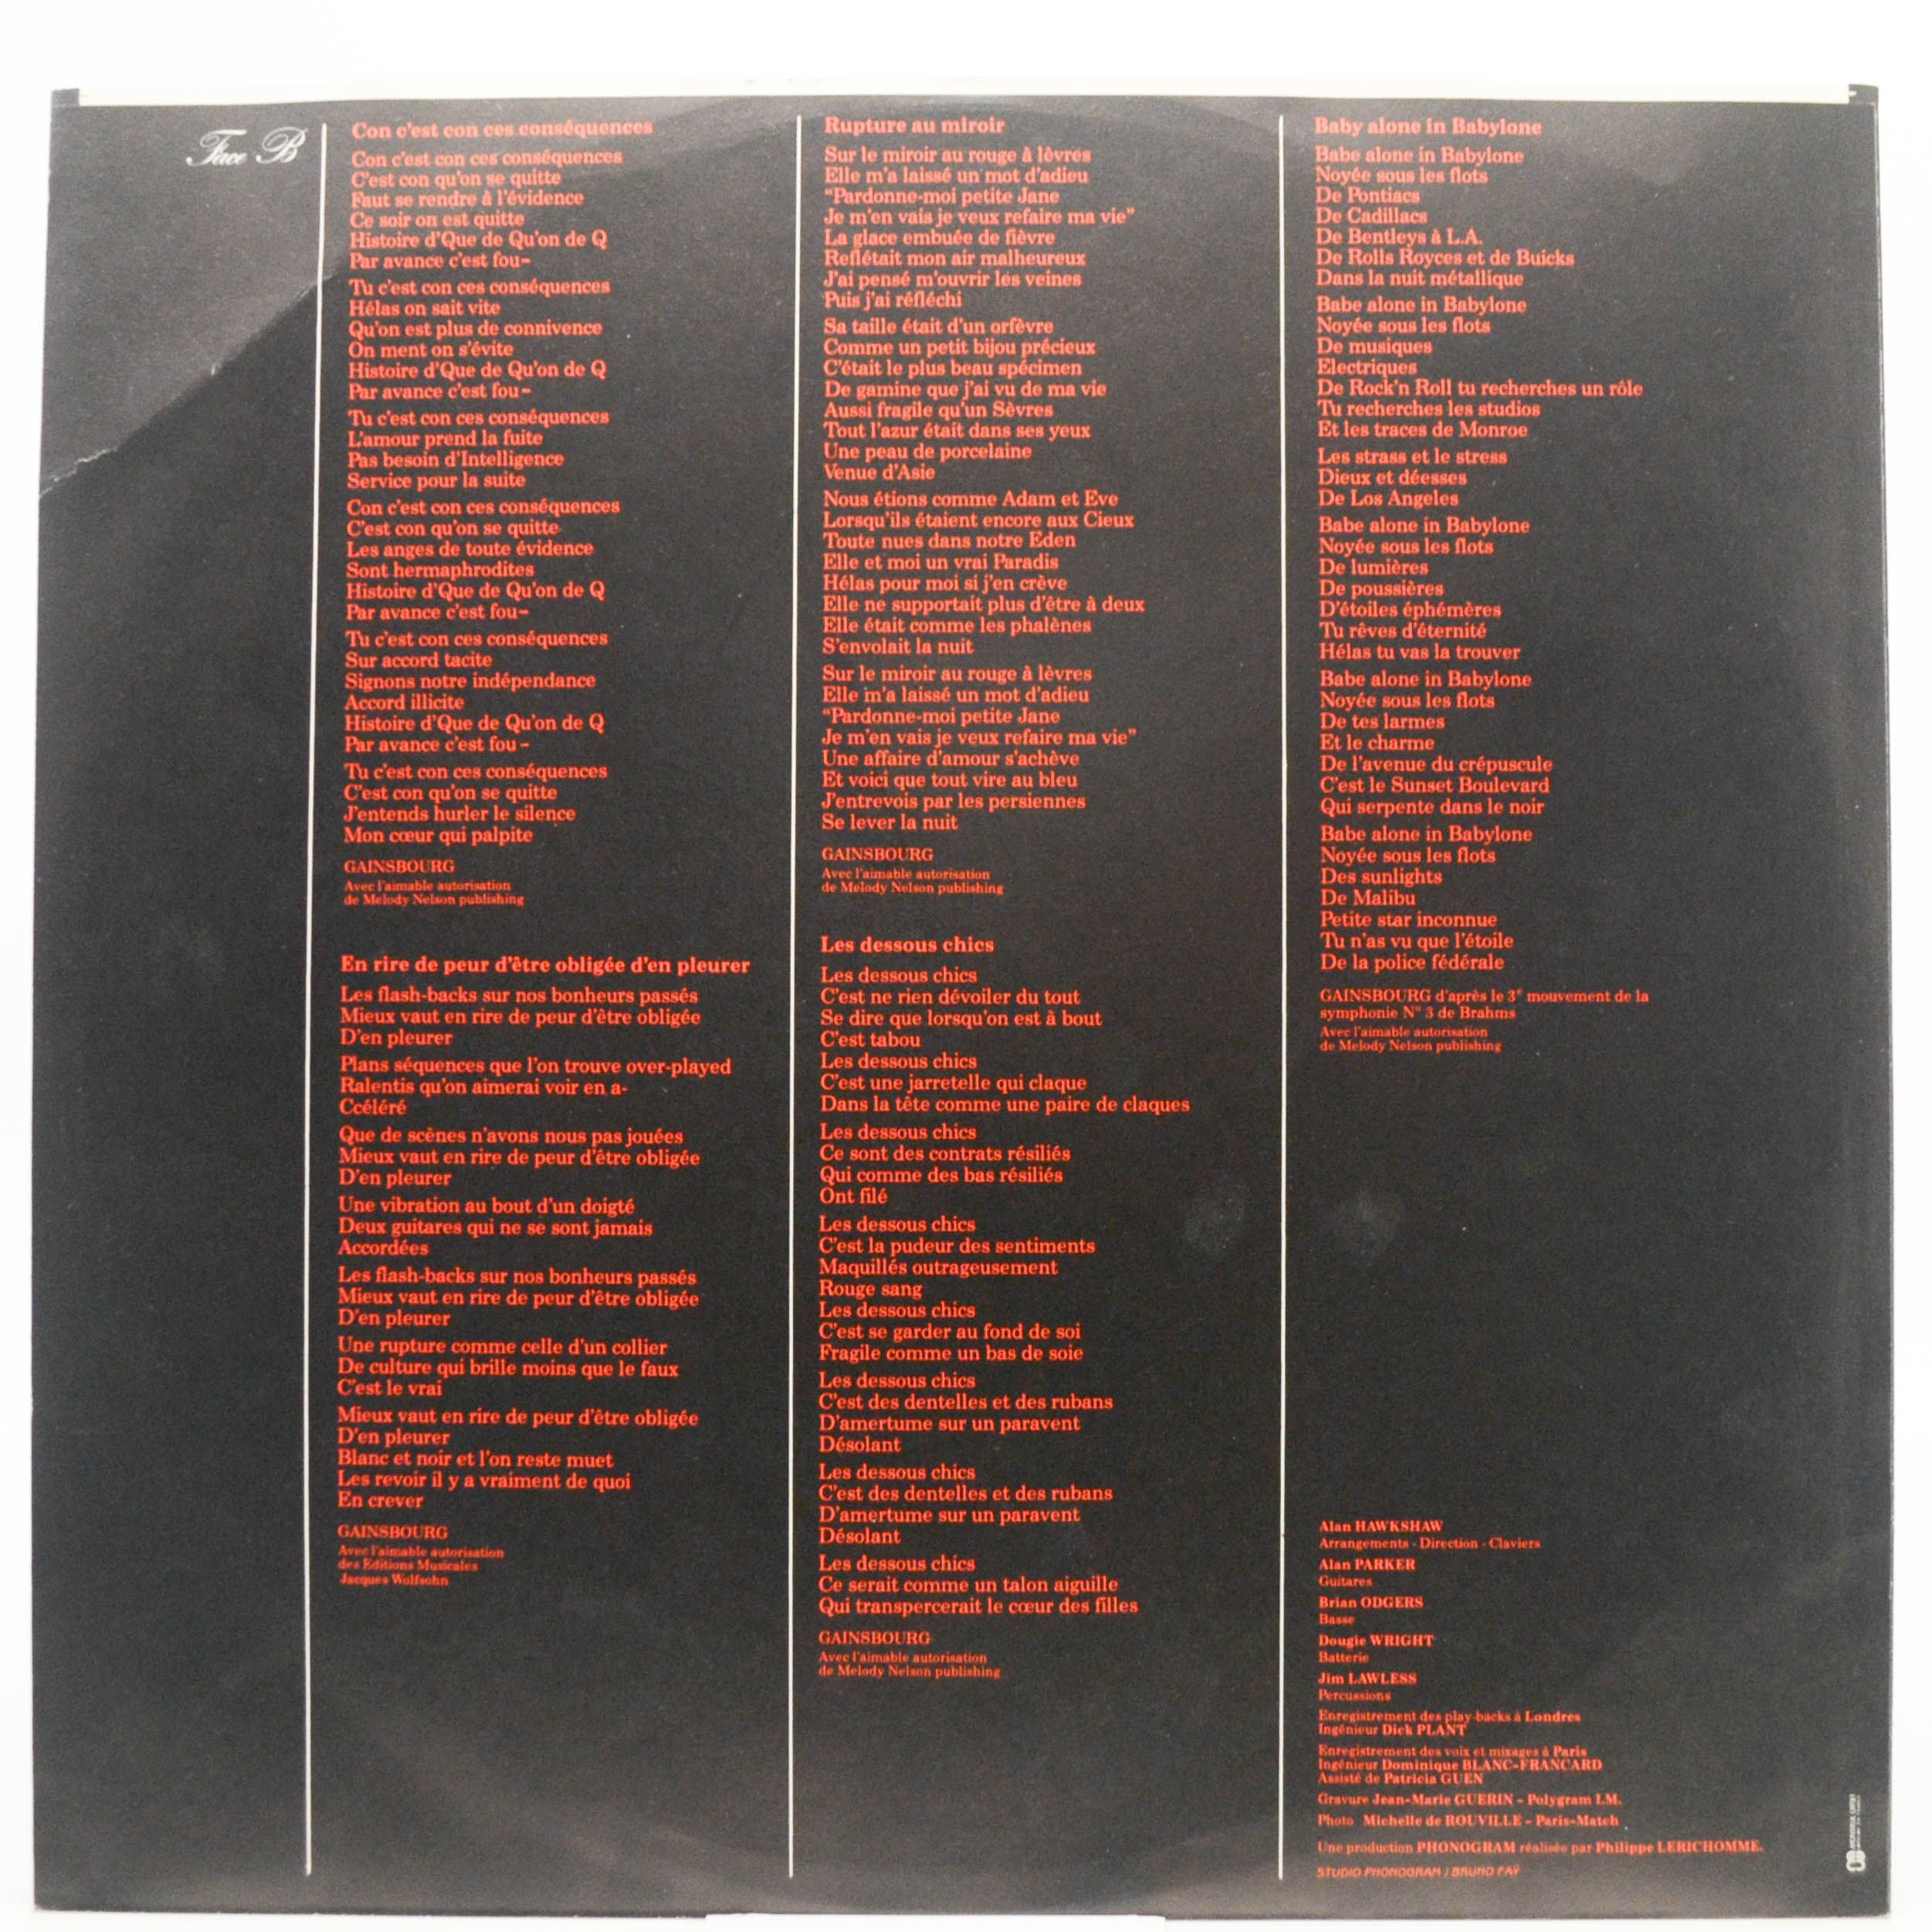 Face B
Con c'est con ces conséquences
Con c'est con ces conséquences
C'est con qu'on se quitte
Faut se rendre à l'évidence
Ce soir on est quitte
Histoire d'Que de Qu'on de Q
Par avance c'est fou-
Tu c'est con ces conséquences
Hélas on sait vite
Qu'on est plus de connivence
On ment on s'évite
Histoire d'Que de Qu'on de Q
Par avance c'est fou-
Tu c'est con ces conséquences
L'amour prend la fuite
Pas besoin d'Intelligence
Service pour la suite
Con c'est con ces conséquences
C'est con qu'on se quitte
Les anges de toute évidence
Sont hermaphrodites
Histoire d'Que de Qu'on de Q
Par avance c'est fou-
Tu c'est con ces conséquences
Sur accord tacite
Signons notre indépendance
Accord illicite
Histoire d'Que de Qu'on de Q
Par avance c'est fou -
Tu c'est con ces conséquences
C'est con qu'on se quitte
J'entends hurler le silence
Mon cœur qui palpite
GAINSBOURG
Avec l'aimable autorisation
de Melody Nelson publishing
En rire de peur d'être obligée d'en pleurer
Les flash-backs sur nos bonheurs passés
Mieux vaut en rire de peur d'être obligée
D'en pleurer
Plans séquences que l'on trouve over-played
Ralentis qu'on aimerai voir en a-
Ccéléré
Que de scènes n'avons nous pas jouées
Mieux vaut en rire de peur d'être obligée
D'en pleurer
Une vibration au bout d'un doigté
Deux guitares qui ne se sont jamais
Accordées
Les flash-backs sur nos bonheurs passés
Mieux vaut en rire de peur d'être obligée
D'en pleurer
Une rupture comme celle d'un collier
De culture qui brille moins que le faux
C'est le vrai
Mieux vaut en rire de peur d'être obligée
D'en pleurer
Blanc et noir et l'on reste muet
Les revoir il y a vraiment de quoi
En crever
GAINSBOURG
Avec l'aimable autorisation
des Editions Musicales
Jacques Wolfsohn
Rupture au miroir
Sur le miroir au rouge à lèvres
Elle m'a laissé un mot d'adieu
"Pardonne-moi petite Jane
Je m'en vais je veux refaire ma vie"
La glace embuée de fièvre
Reflétait mon air malheureux
J'ai pensé m'ouvrir les veines
Puis j'ai réfléchi
Sa taille était d'un orfèvre
Comme un petit bijou précieux
C'était le plus beau spécimen
De gamine que j'ai vu de ma vie
Aussi fragile qu'un Sèvres
Tout l'azur était dans ses yeux
Une peau de porcelaine
Venue d'Asie
Nous étions comme Adam et Eve
Lorsqu'ils étaient encore aux Cieux
Toute nues dans notre Eden
Elle et moi un vrai Paradis
Hélas pour moi si j'en crève
Elle ne supportait plus d'être à deux
Elle était comme les phalènes
S'envolait la nuit
Sur le miroir au rouge à lèvres
Elle m'a laissé un mot d'adieu
"Pardonne-moi petite Jane
Je m'en vais je veux refaire ma vie"
Une affaire d'amour s'achève
Et voici que tout vire au bleu
J'entrevois par les persiennes
Se lever la nuit
GAINSBOURG
Avec l'aimable autorisation
de Melody Nelson publishing
Les dessous chics
Les dessous chics
C'est ne rien dévoiler du tout
Se dire que lorsqu'on est à bout
C'est tabou
Les dessous chics
C'est une jarretelle qui claque
Dans la tête comme une paire de claques
Les dessous chics
Ce sont des contrats résiliés
Qui comme des bas résiliés
Ont filé
Les dessous chics
C'est la pudeur des sentiments
Maquillés outrageusement
Rouge sang
Les dessous chics
C'est se garder au fond de soi
Fragile comme un bas de soie
Les dessous chics
C'est des dentelles et des rubans
D'amertume sur un paravent
Désolant
Les dessous chics
C'est des dentelles et des rubans
D'amertume sur un paravent
Désolant
Les dessous chics
Ce serait comme un talon aiguille
Qui transpercerait le cœur des filles
GAINSBOURG
Avec l'aimable autorisation
de Melody Nelson publishing
Baby alone in Babylone
Babe alone in Babylone
Noyée sous les flots
De Pontiacs
De Cadillacs
De Bentleys à L.A.
De Rolls Royces et de Buicks
Dans la nuit métallique
Babe alone in Babylone
Noyée sous les flots
De musiques
Electriques
De Rock'n Roll tu recherches un rôle
Tu recherches les studios
Et les traces de Monroe
Les strass et le stress
Dieux et déesses
De Los Angeles
Babe alone in Babylone
Noyée sous les flots
De lumières
De poussières
D'étoiles éphémères
Tu rêves d'éternité
Hélas tu vas la trouver
Babe alone in Babylone
Noyée sous les flots
De tes larmes
Et le charme
De l'avenue du crépuscule
C'est le Sunset Boulevard
Qui serpente dans le noir
Babe alone in Babylone
Noyée sous les flots
Des sunlights
De Malibu
Petite star inconnue
Tu n'as vu que l'étoile
De la police fédérale
GAINSBOURG d'après le 3e mouvement de la
symphonie N° 3 de Brahms
Avec l'aimable autorisation
de Melody Nelson publishing
Alan HAWKSHAW
Arrangements - Direction - Claviers
Alan PARKER
Guitares
Brian ODGERS
Basse
Dougie WRIGHT
Batterie
Jim LAWLESS
Percussions
Enregistrement des play-backs à Londres
Ingénieur Dick PLANT
Enregistrement des voix et mixages à Paris
Ingénieur Dominique BLANC-FRANCARD
Assisté de Patricia GUEN
Gravure Jean-Marie GUERIN - Polygram I.M.
Photo Michelle de ROUVILLE - Paris-Match
Une production PHONOGRAM réalisée par Philippe LERICHOMME.
STUDIO PHONOGRAM / BRUNO FAY